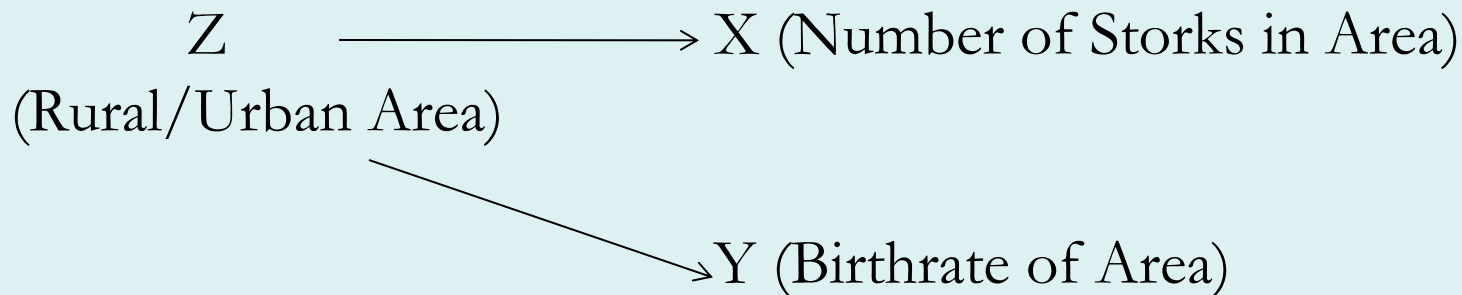 Z X (Number of Storks in Area)
(Rural/Urban Area)
Y (Birthrate of Area)